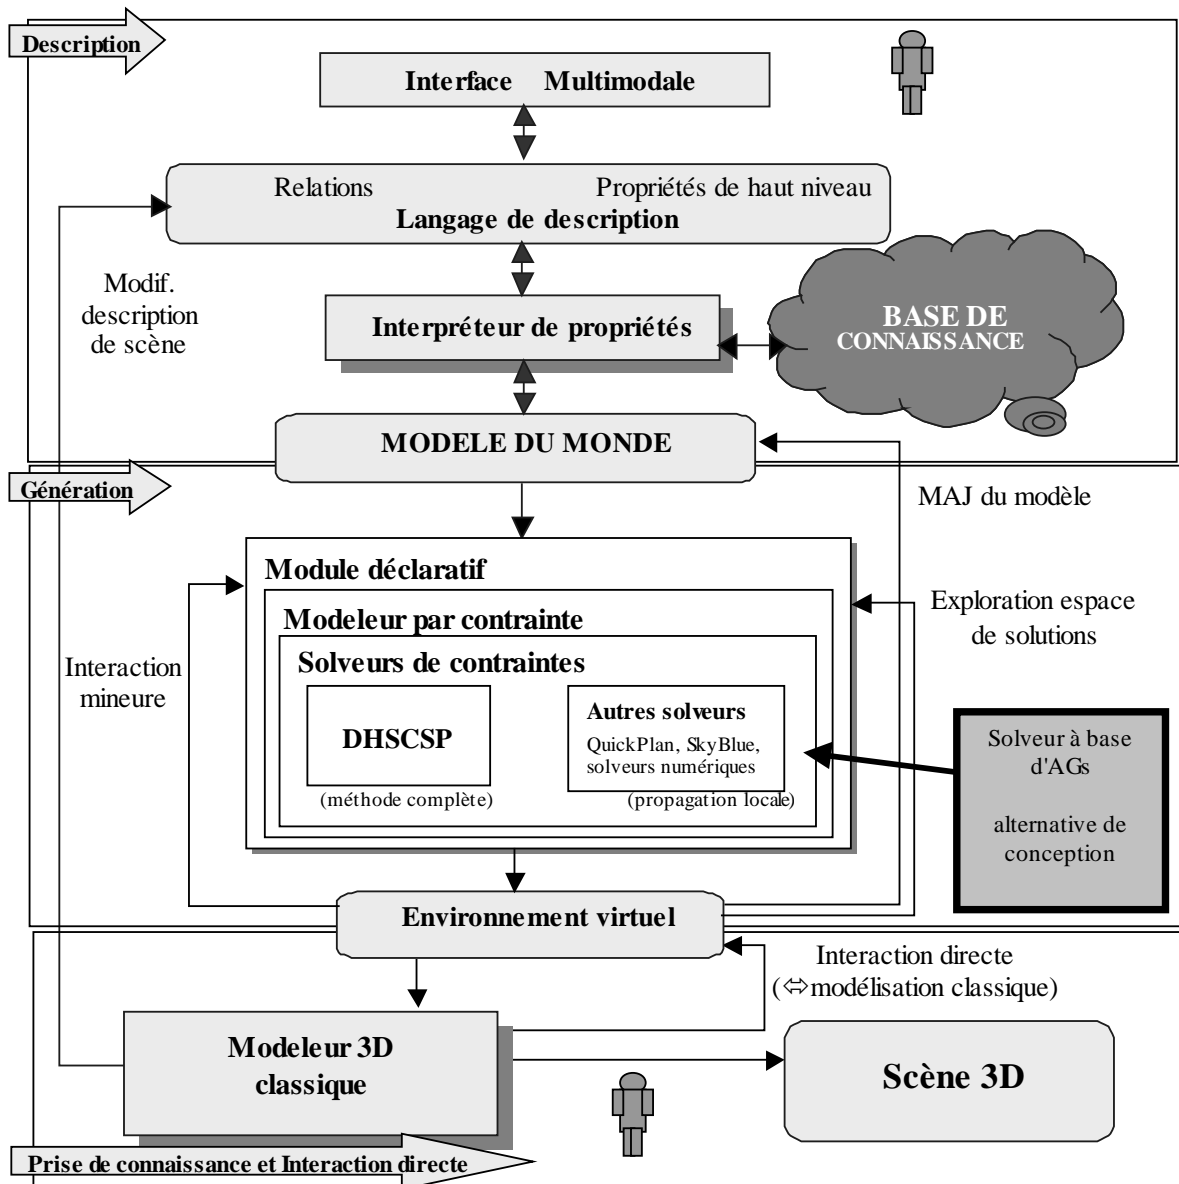 Description
Interface Multimodale
Relations Propriétés de haut niveau
Langage de description
Modif.
description
de scène
Interpréteur de propriétés
BASE DE
CONNAISSANCE
MODELE DU MONDE
Génération
MAJ du modèle
Module déclaratif
Modeleur par contrainte
Solveurs de contraintes
Exploration espace
de solutions
Interaction
mineure
DHSCSP
(méthode complète)
Autres solveurs
QuickPlan, SkyBlue,
solveurs numériques
(propagation locale)
Solveur à base
d'AGs
alternative de
conception
Environnement virtuel
Interaction directe
(⇔modélisation classique)
Modeleur 3D
classique
Scène 3D
Prise de connaissance et Interaction directe